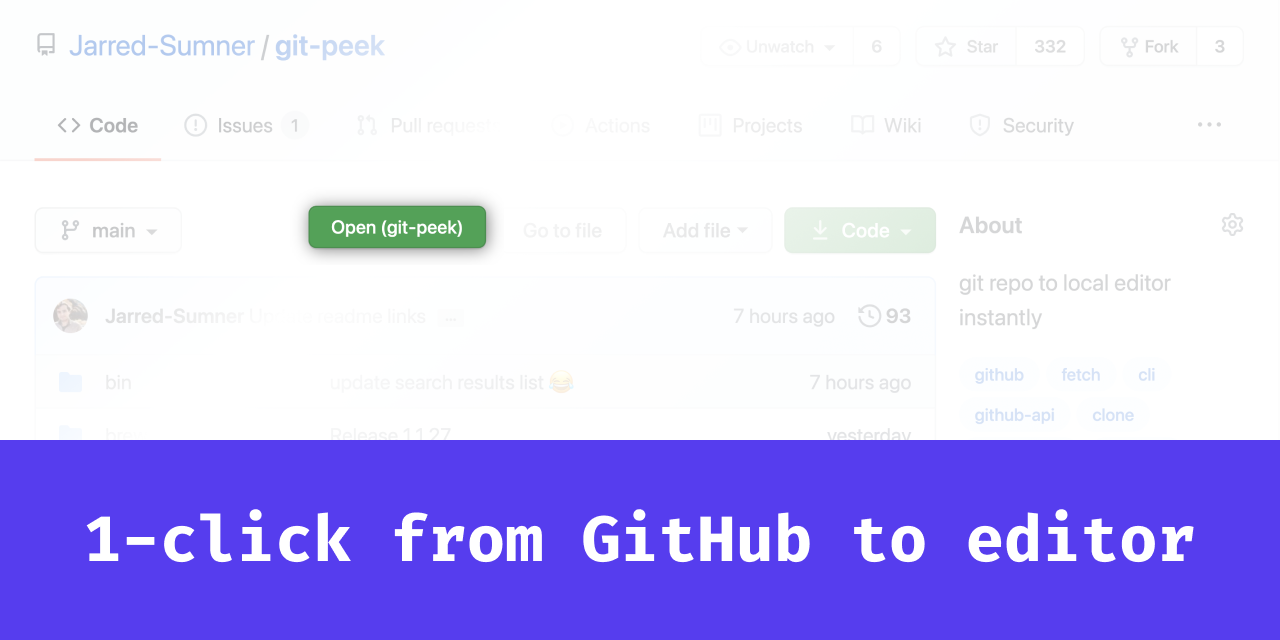 Jarred-Sumner / git-peek Unwatch 6 Star 332 Fork 3
Code Issues 1 Pull request Actions Projects Wiki Security ...
main Open (git-peek) Go to file Add file Code About
git repo to local editor
instantly
Jarred-Sumner readme links 7 hours ago 93
github fetch cli
bin update search results list 😂 7 hours ago
github-api clone
brew Release 1.1.27 yesterday
1-click from GitHub to editor